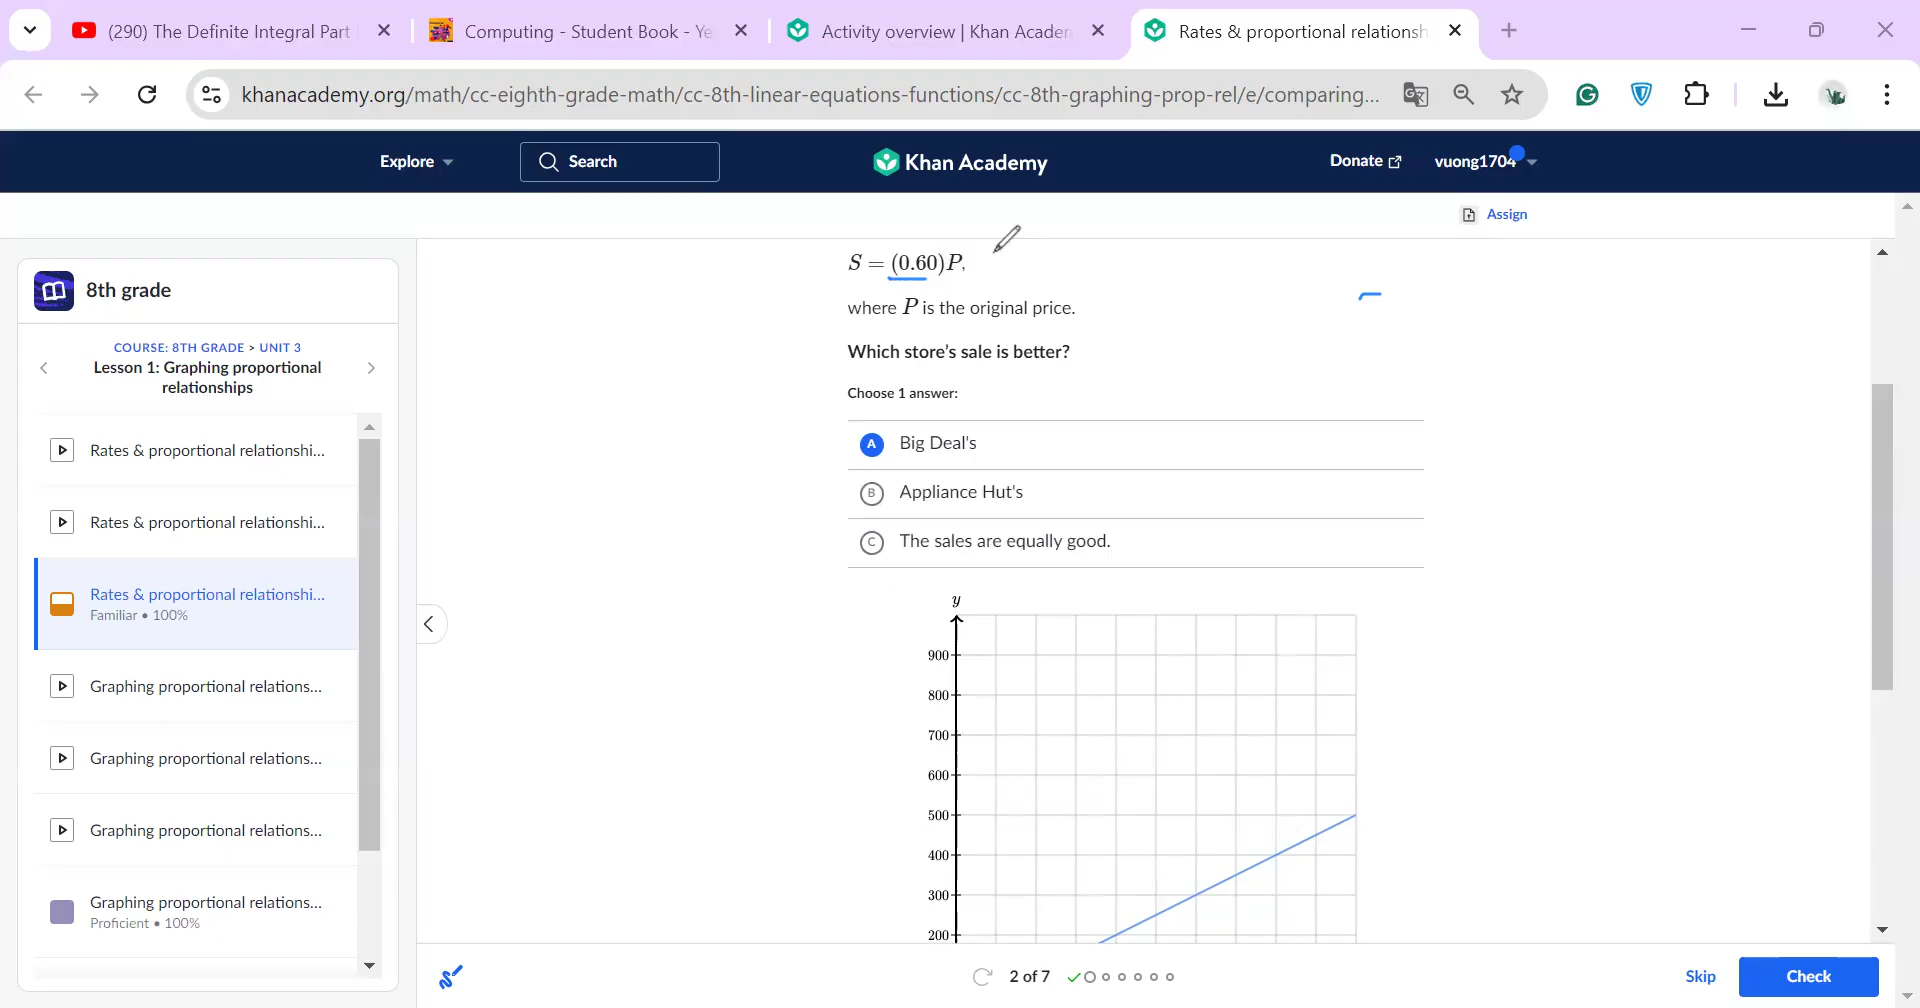 (290) The Definite Integral Part
Computing - Student Book - Ye
Activity overview | Khan Academ
Rates & proportional relationsh
khanacademy.org/math/cc-eighth-grade-math/cc-8th-linear-equations-functions/cc-8th-graphing-prop-rel/e/comparing...
Explore
Search
Khan Academy
Donate
vuong1704
Assign
8th grade
COURSE: 8TH GRADE > UNIT 3
Lesson 1: Graphing proportional
relationships
Rates & proportional relationshi...
Rates & proportional relationshi...
Rates & proportional relationshi...
Familiar • 100%
Graphing proportional relations...
Graphing proportional relations...
Graphing proportional relations...
Graphing proportional relations...
Proficient • 100%
S = (0.60)P,
where P is the original price.
Which store's sale is better?
Choose 1 answer:
A Big Deal's
B Appliance Hut's
C The sales are equally good.
y
900
800
700
600
500
400
300
200
2 of 7
Skip
Check